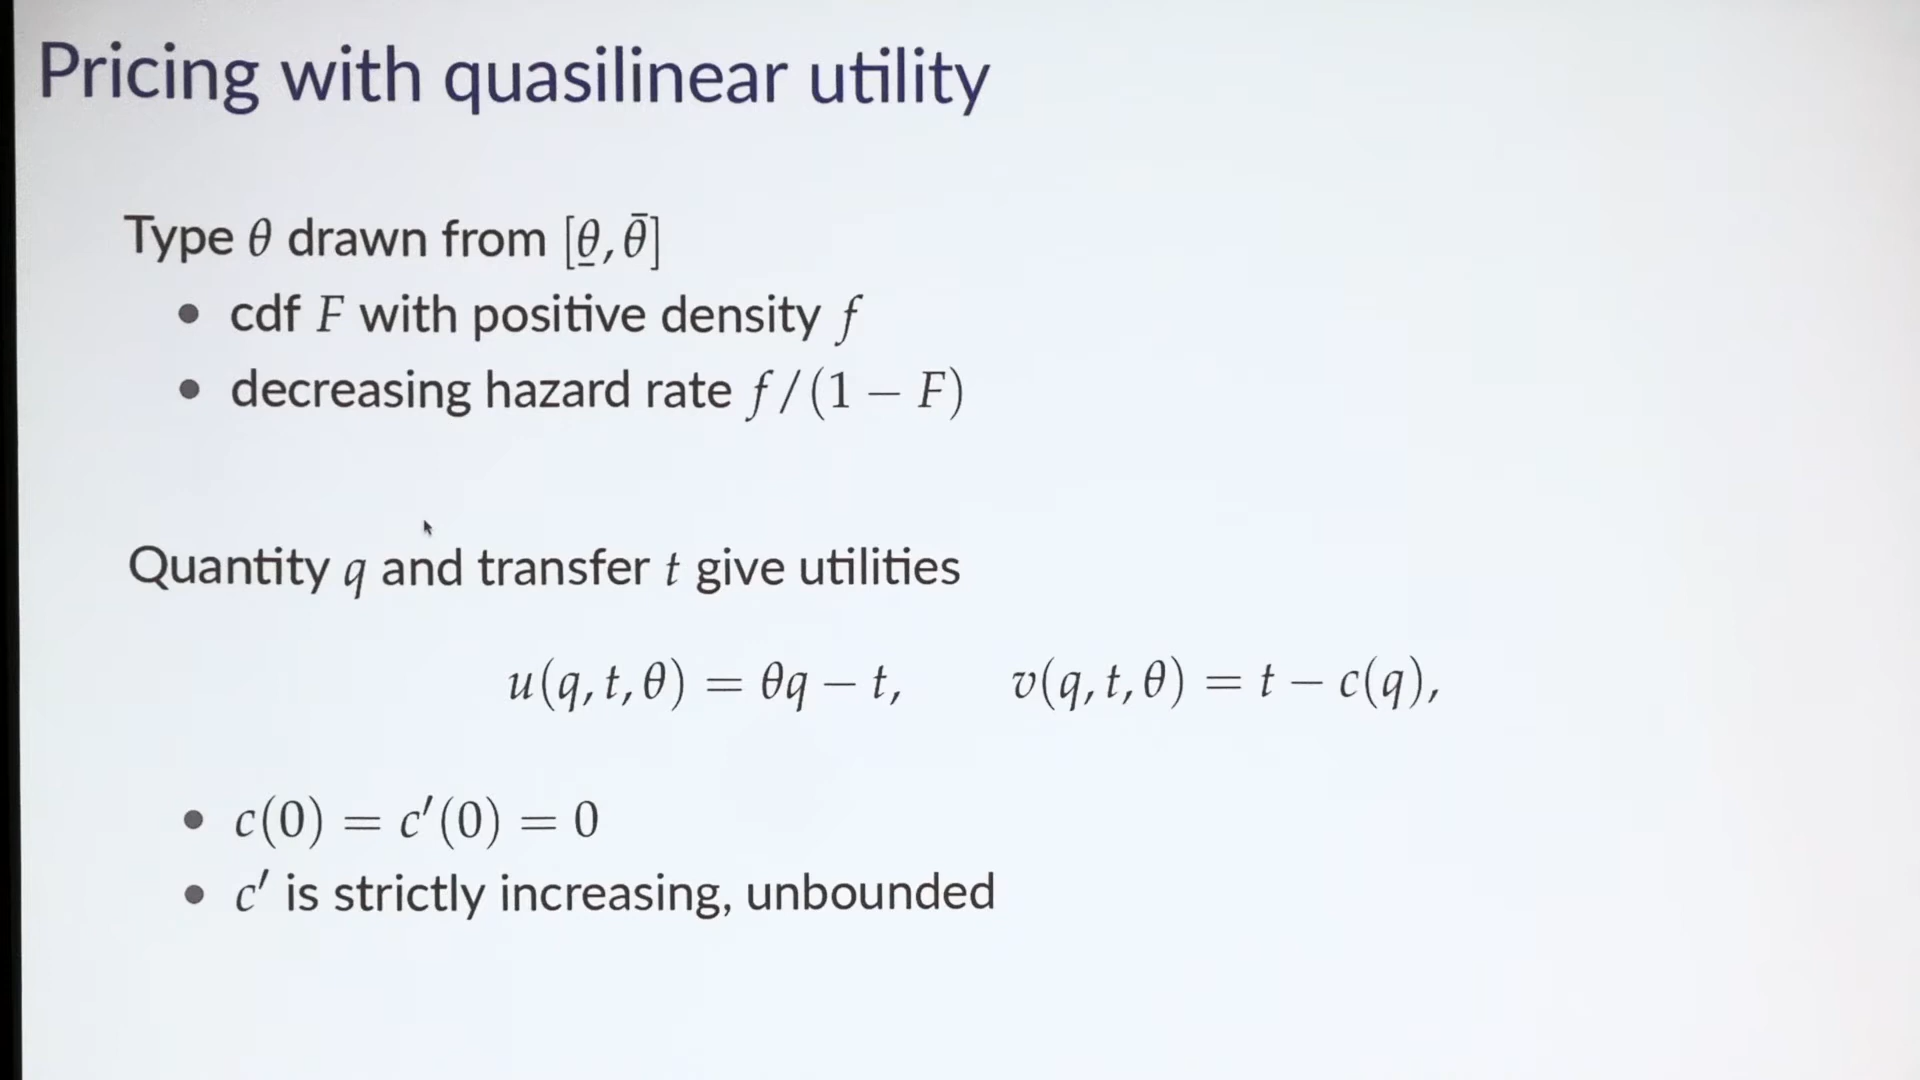 Pricing with quasilinear utility
Type θ drawn from [θ̲, θ̄]
• cdf F with positive density f
• decreasing hazard rate f/(1 − F)
Quantity q and transfer t give utilities
u(q, t, θ) = θq − t, v(q, t, θ) = t − c(q),
• c(0) = c′(0) = 0
• c′ is strictly increasing, unbounded